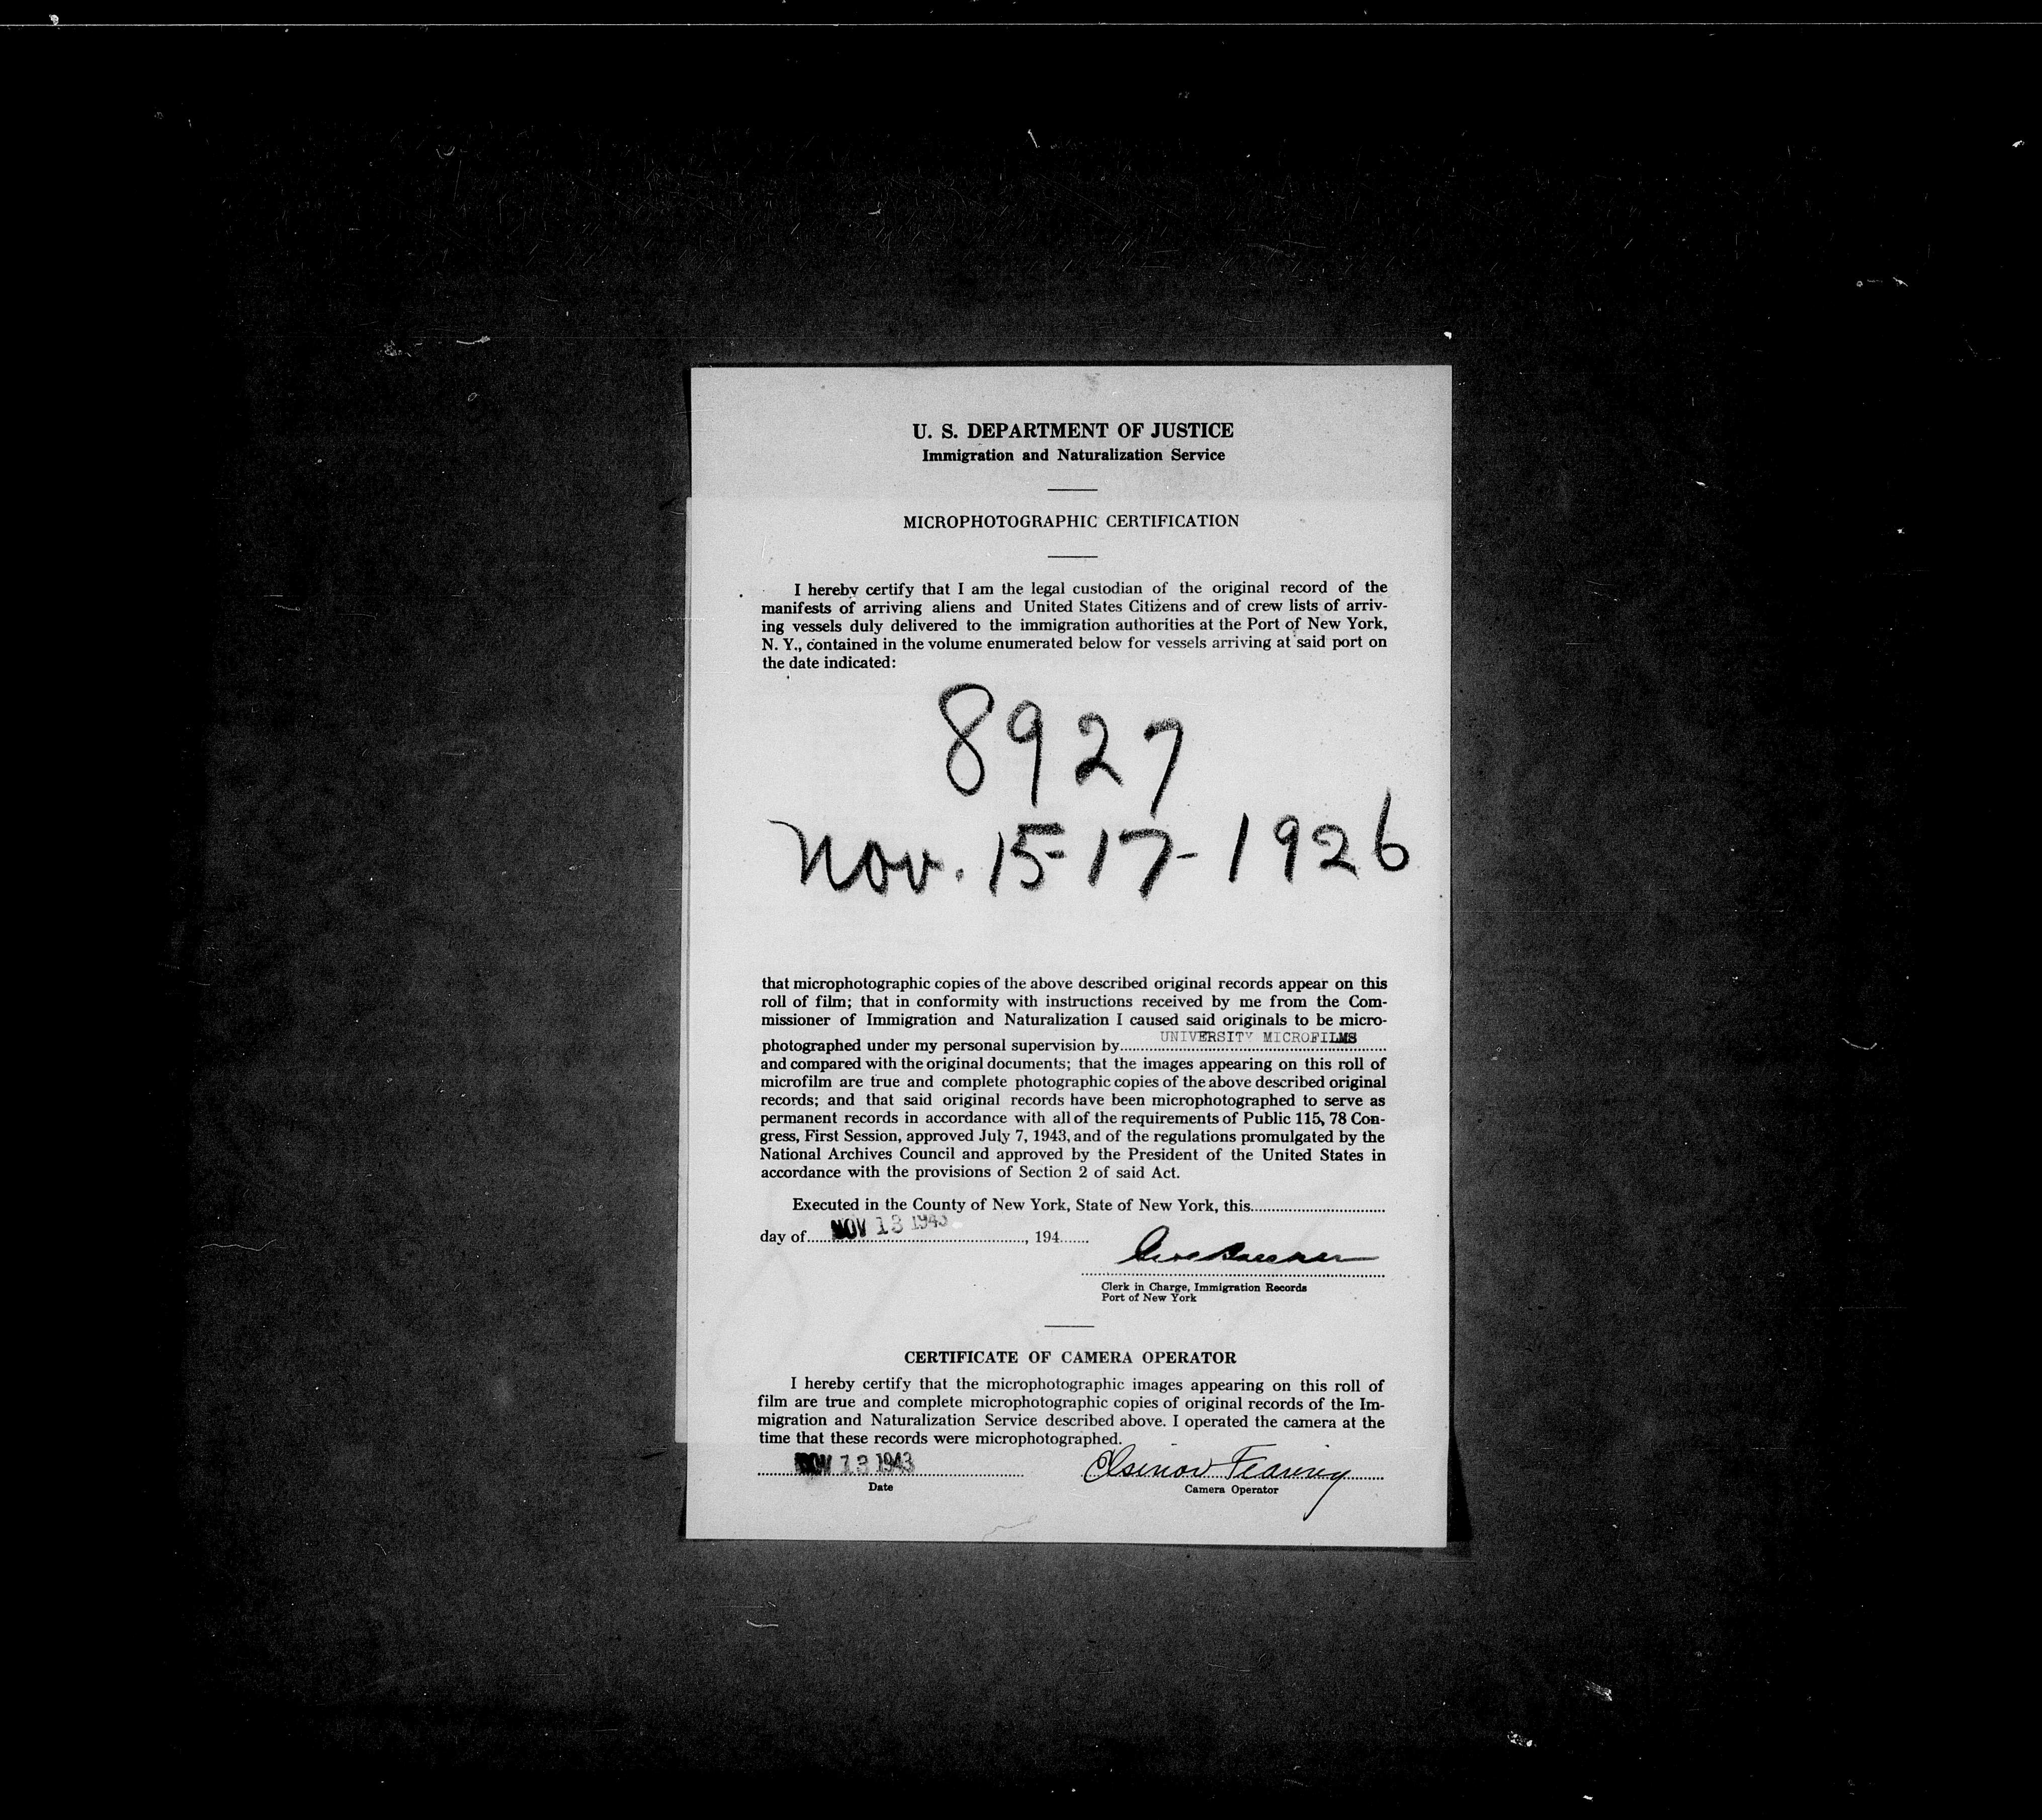 U. S. DEPARTMENT OF JUSTICE
Immigration and Naturalization Service
MICROPHOTOGRAPHIC CERTIFICATION
I hereby certify that I am the legal custodian of the original record of the
manifests of arriving aliens and United States Citizens and of crew lists of arriv-
ing vessels duly delivered to the immigration authorities at the Port of New York,
N. Y., contained in the volume enumerated below for vessels arriving at said port on
the date indicated:
8927
Nov. 15-17-1926
that microphotographic copies of the above described original records appear on this
roll of film; that in conformity with instructions received by me from the Com-
missioner of Immigration and Naturalization I caused said originals to be micro-
photographed under my personal supervision by UNIVERSITY MICROFILMS
and compared with the original documents; that the images appearing on this roll of
microfilm are true and complete photographic copies of the above described original
records; and that said original records have been microphotographed to serve as
permanent records in accordance with all of the requirements of Public 115, 78 Con-
gress, First Session, approved July 7, 1943, and of the regulations promulgated by the
National Archives Council and approved by the President of the United States in
accordance with the provisions of Section 2 of said Act.
Executed in the County of New York, State of New York, this
day of NOV 13 1943, 194
Clerk in Charge, Immigration Records
Port of New York
CERTIFICATE OF CAMERA OPERATOR
I hereby certify that the microphotographic images appearing on this roll of
film are true and complete microphotographic copies of original records of the Im-
migration and Naturalization Service described above. I operated the camera at the
time that these records were microphotographed.
NOV 13 1943
Date
Camera Operator